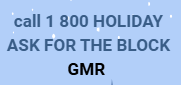 call 1 800 HOLIDAY
ASK FOR THE BLOCK
GMR